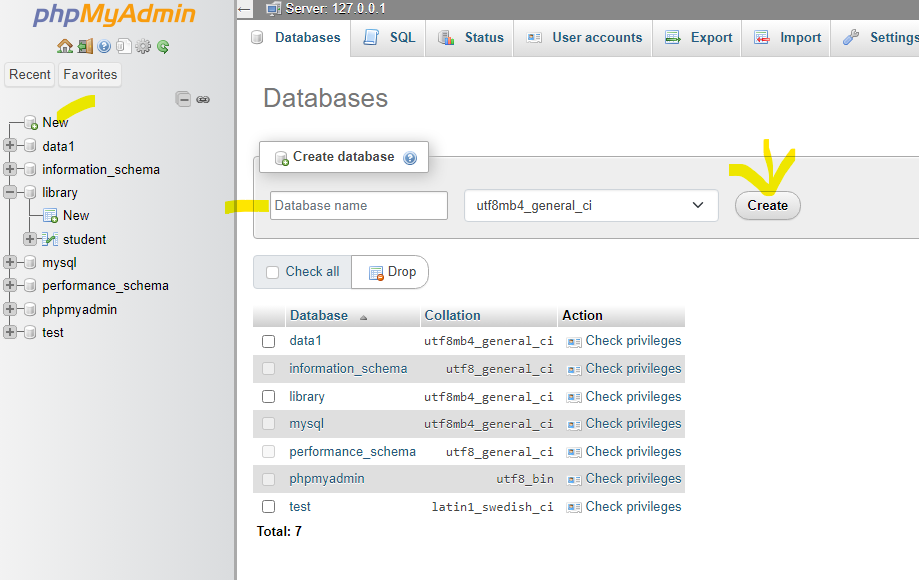 phpMyAdmin
Recent
Favorites
New
data1
information_schema
library
New
student
mysql
performance_schema
phpmyadmin
test
Server: 127.0.0.1
Databases
SQL
Status
User accounts
Export
Import
Settings
Databases
Create database
Database name
utf8mb4_general_ci
Create
Check all
Drop
Database Collation Action
data1 utf8mb4_general_ci Check privileges
information_schema utf8_general_ci Check privileges
library utf8mb4_general_ci Check privileges
mysql utf8mb4_general_ci Check privileges
performance_schema utf8_general_ci Check privileges
phpmyadmin utf8_bin Check privileges
test latin1_swedish_ci Check privileges
Total: 7